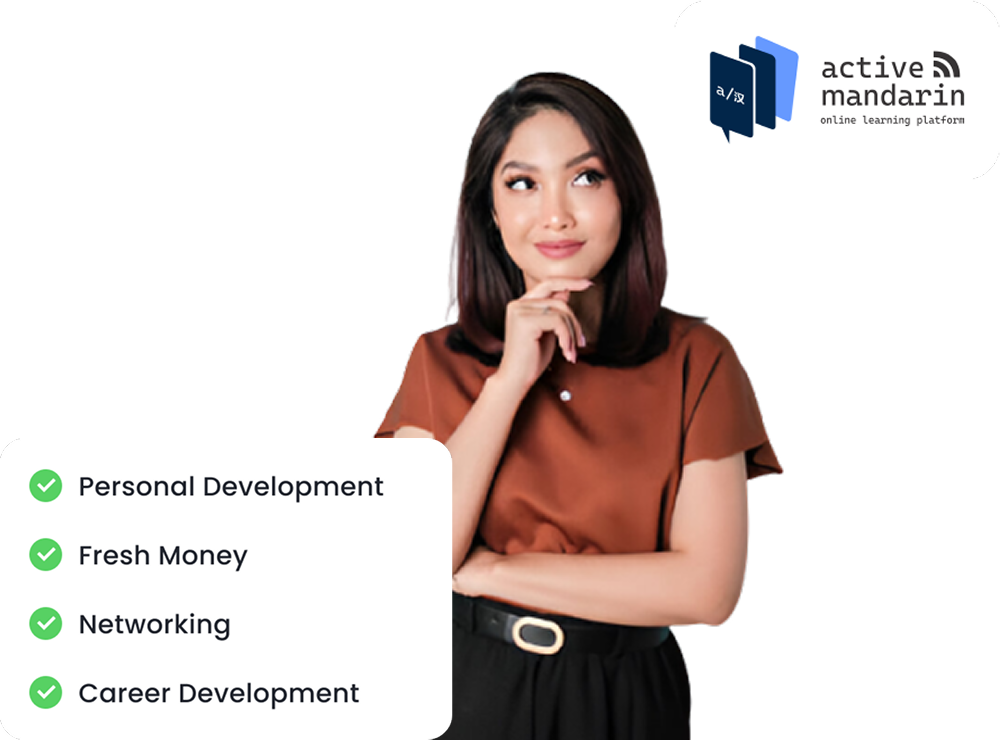 a/汉
active
mandarin
online learning platform
Personal Development
Fresh Money
Networking
Career Development